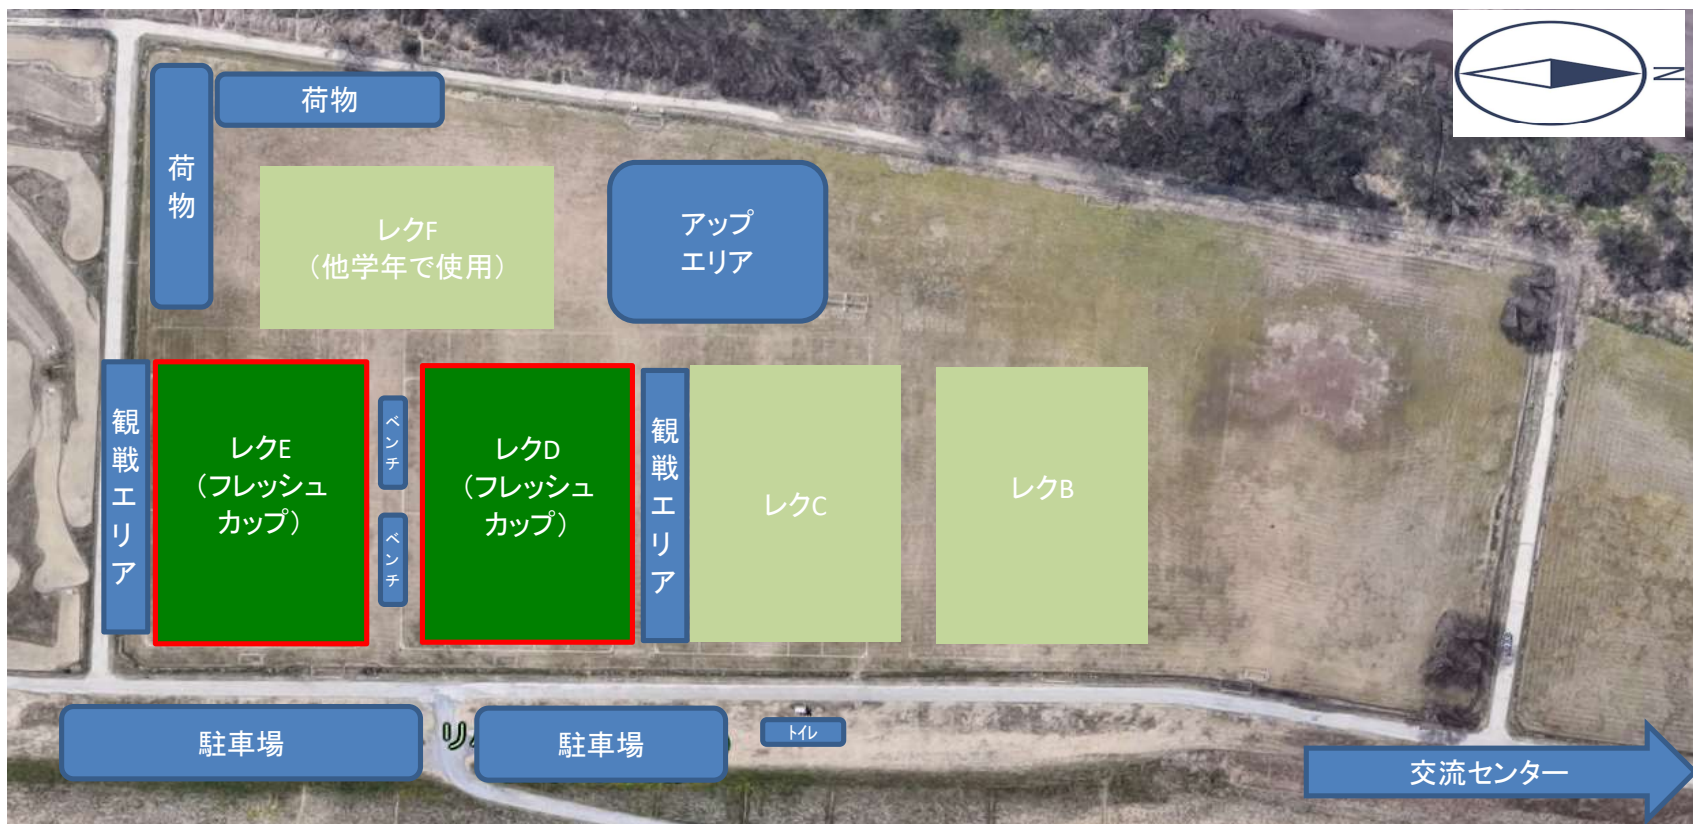 N
荷物
荷物
レクF
（他学年で使用）
アップ
エリア
観戦エリア
レクE
（フレッシュ
カップ）
ベンチ
ベンチ
レクD
（フレッシュ
カップ）
観戦エリア
レクC
レクB
駐車場
リ
駐車場
トイレ
交流センター